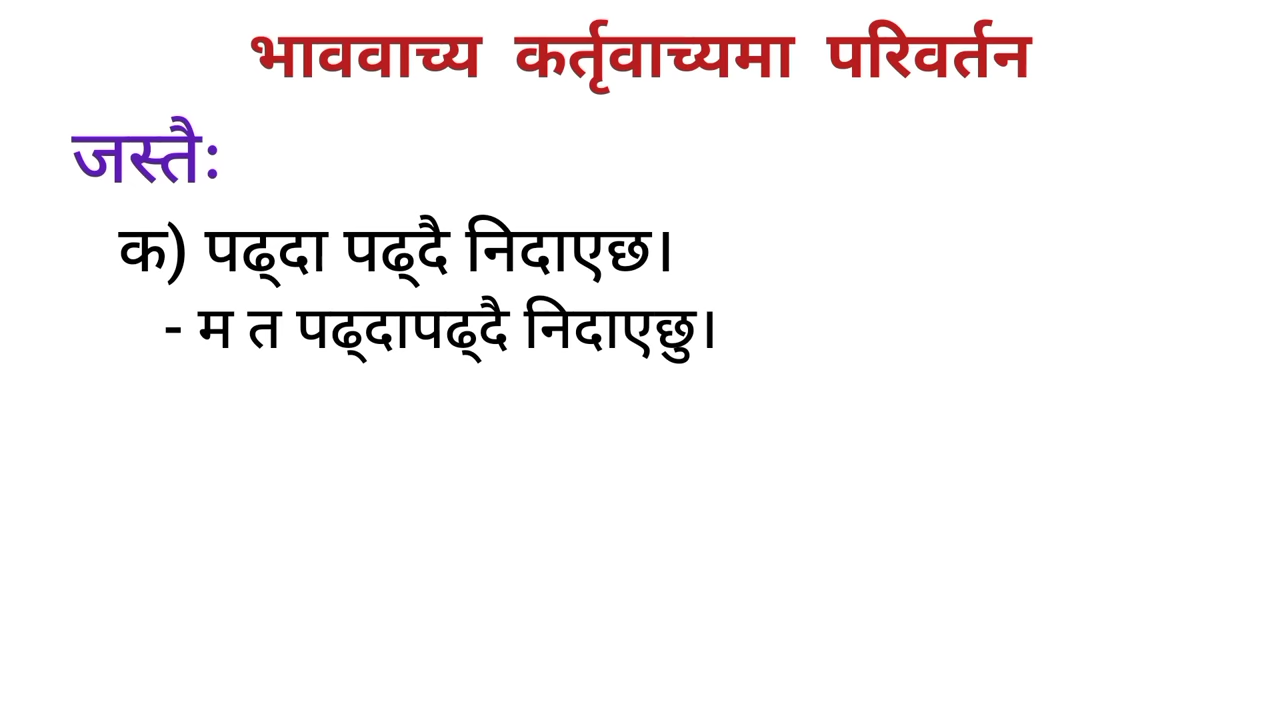 भाववाच्य कर्तृवाच्यमा परिवर्तन
जस्तैः
क) पढ्दा पढ्दै निदाएछ।
- म त पढ्दापढ्दै निदाएछु।